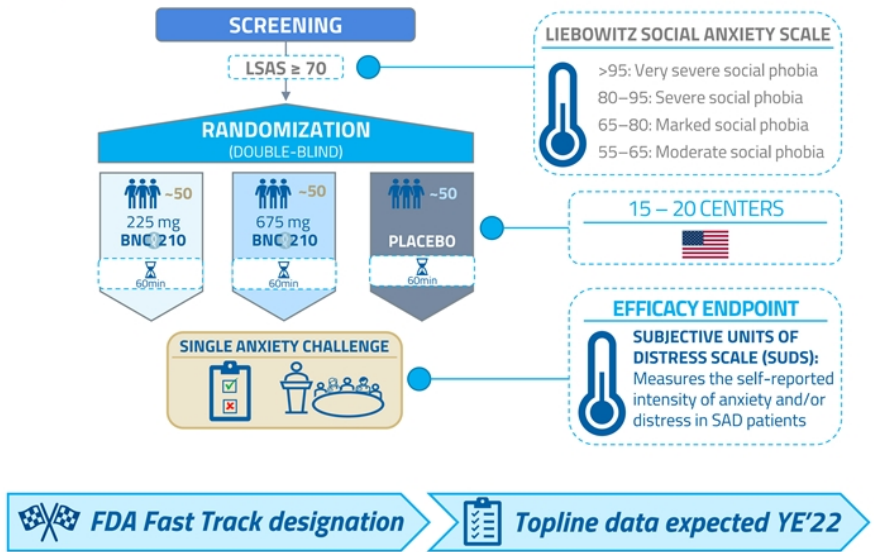 SCREENING
LSAS ≥ 70
RANDOMIZATION
(DOUBLE-BLIND)
~50
225 mg
BNC210
60min
~50
675 mg
BNC210
60min
~50
PLACEBO
60min
SINGLE ANXIETY CHALLENGE
LIEBOWITZ SOCIAL ANXIETY SCALE
>95: Very severe social phobia
80–95: Severe social phobia
65–80: Marked social phobia
55–65: Moderate social phobia
15 – 20 CENTERS
EFFICACY ENDPOINT
SUBJECTIVE UNITS OF
DISTRESS SCALE (SUDS):
Measures the self-reported
intensity of anxiety and/or
distress in SAD patients
FDA Fast Track designation
Topline data expected YE’22